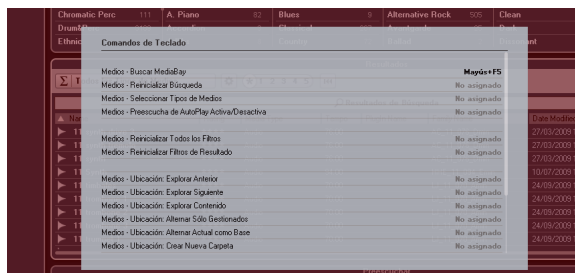 Chromatic Perc 111 A. Piano 82 Blues 9 Alternative Rock 505 Clean
Ethnic
Comandos de Teclado
Medios - Buscar MediaBay Mayús+F5
Medios - Reinicializar Búsqueda No asignado
Medios - Seleccionar Tipos de Medios No asignado
Medios - Preescucha de AutoPlay Activa/Desactiva No asignado
Date Modified
27/03/2009
Medios - Reinicializar Todos los Filtros No asignado
27/03/2009
Medios - Reinicializar Filtros de Resultado No asignado
27/03/2009
10/07/2009
Medios - Ubicación: Explorar Anterior No asignado
24/09/2009
Medios - Ubicación: Explorar Siguiente No asignado
24/09/2009
Medios - Ubicación: Explorar Contenido No asignado
24/09/2009
Medios - Ubicación: Alternar Sólo Gestionados No asignado
24/09/2009
Medios - Ubicación: Alternar Actual como Base No asignado
24/09/2009
Medios - Ubicación: Crear Nueva Carpeta No asignado